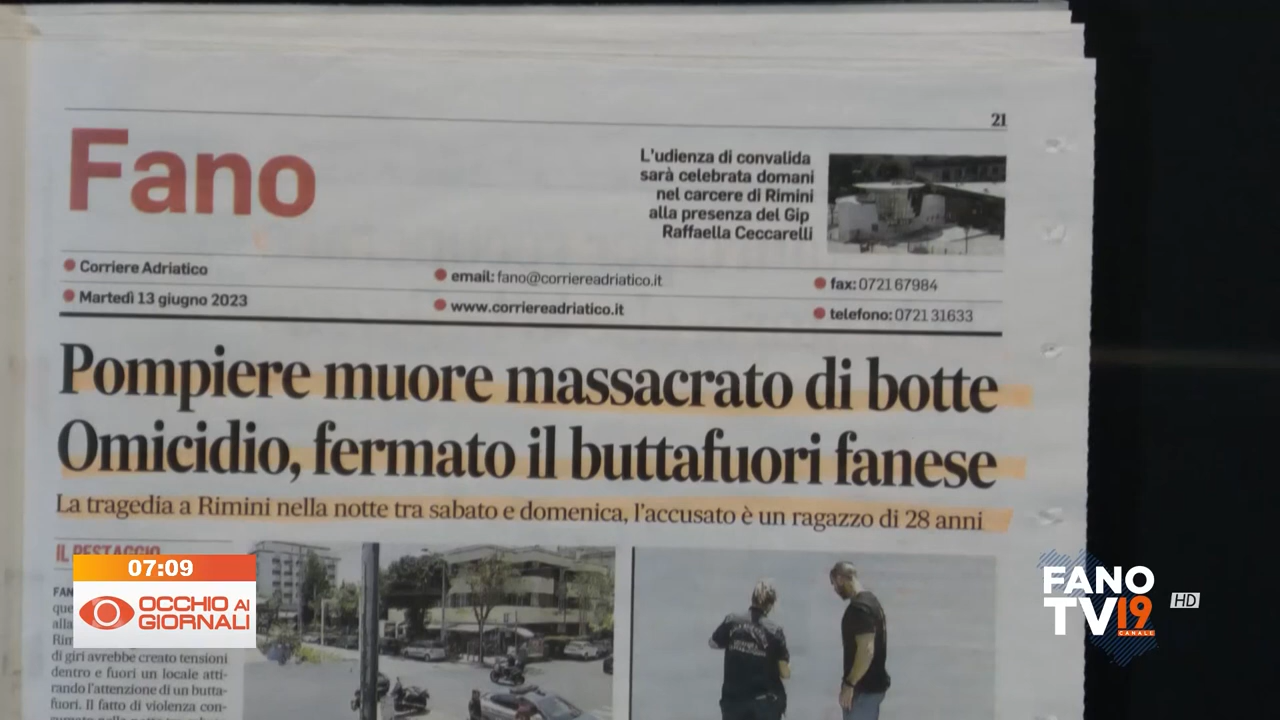 21
Fano
L'udienza di convalida
sarà celebrata domani
nel carcere di Rimini
alla presenza del Gip
Raffaella Ceccarelli
Corriere Adriatico
email: fano@corriereadriatico.it
fax: 0721 67984
Martedì 13 giugno 2023
www.corriereadriatico.it
telefono: 0721 31633
Pompiere muore massacrato di botte
Omicidio, fermato il buttafuori fanese
La tragedia a Rimini nella notte tra sabato e domenica, l'accusato è un ragazzo di 28 anni
IL PESTAGGIO
07:09
OCCHIO AI
GIORNALI
di giri avrebbe creato tensioni
dentro e fuori un locale atti-
rando l'attenzione di un butta-
fuori. Il fatto di violenza con-
FANO
TV19
CANALE
HD